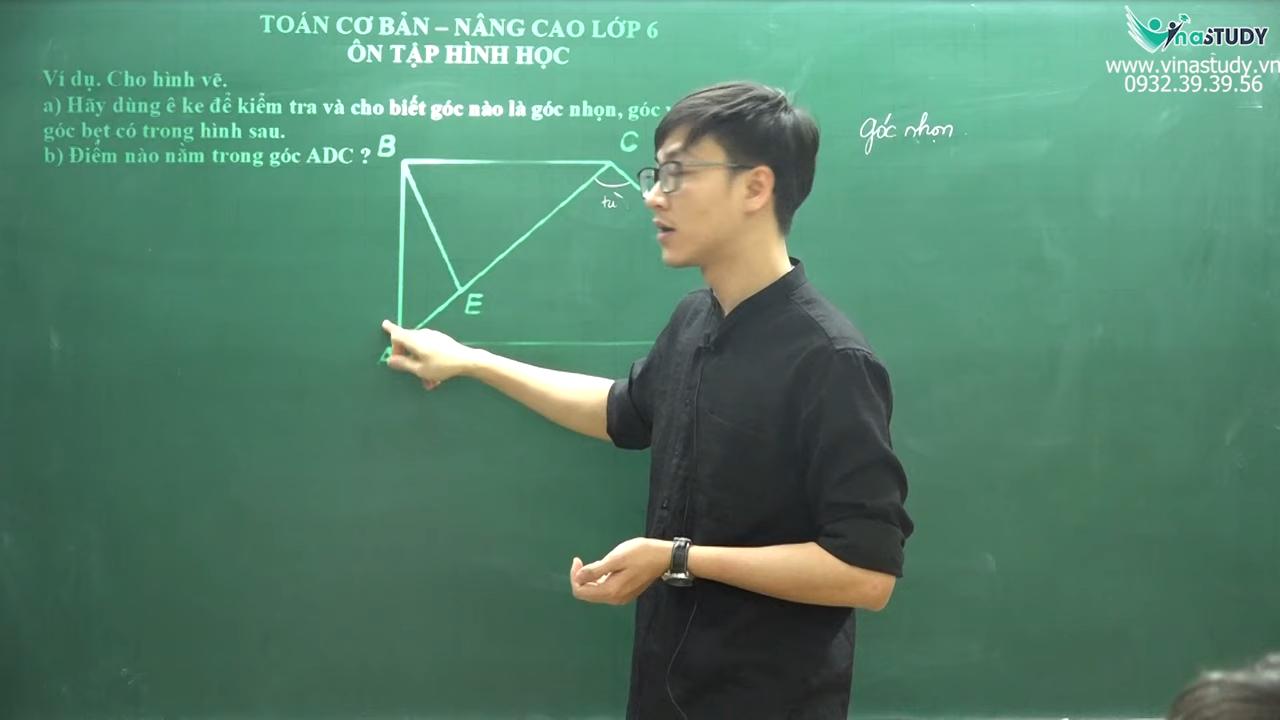 TOÁN CƠ BẢN – NÂNG CAO LỚP 6
ÔN TẬP HÌNH HỌC
VinaSTUDY
www.vinastudy.vn
0932.39.39.56
Ví dụ. Cho hình vẽ.
a) Hãy dùng ê ke để kiểm tra và cho biết góc nào là góc nhọn, góc
góc bẹt có trong hình sau.
b) Điểm nào nằm trong góc ADC ?
góc nhọn
B
C
tù
E
A